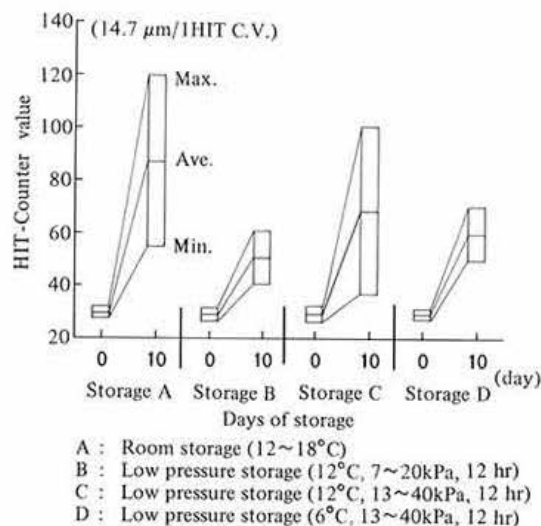 140
(14.7 μm/1HIT C.V.)
120
Max.
100
Ave.
80
60
Min.
40
20
HIT-Counter value
0 10 0 10 0 10 0 10 (day)
Storage A Storage B Storage C Storage D
Days of storage
A : Room storage (12~18°C)
B : Low pressure storage (12°C, 7~20kPa, 12 hr)
C : Low pressure storage (12°C, 13~40kPa, 12 hr)
D : Low pressure storage (6°C, 13~40kPa, 12 hr)